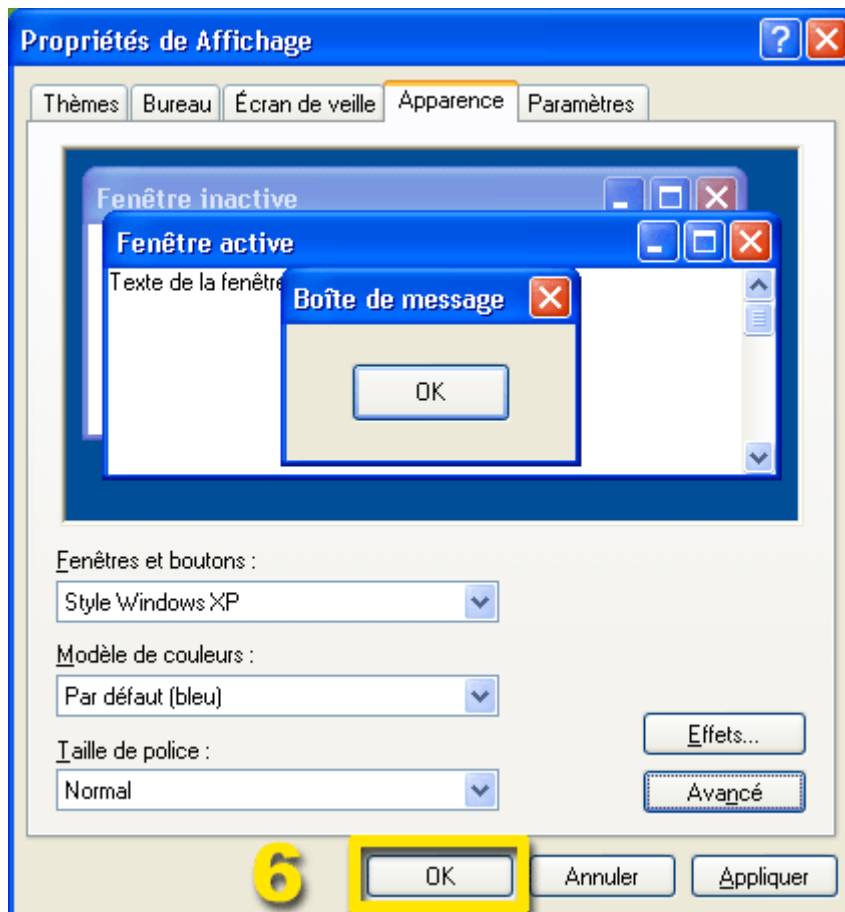 Propriétés de Affichage
Thèmes Bureau Écran de veille Apparence Paramètres
Fenêtre inactive
Fenêtre active
Texte de la fenêtre
Boîte de message
OK
Fenêtres et boutons :
Style Windows XP
Modèle de couleurs :
Par défaut (bleu)
Effets...
Taille de police :
Normal
Avancé
6 OK Annuler Appliquer